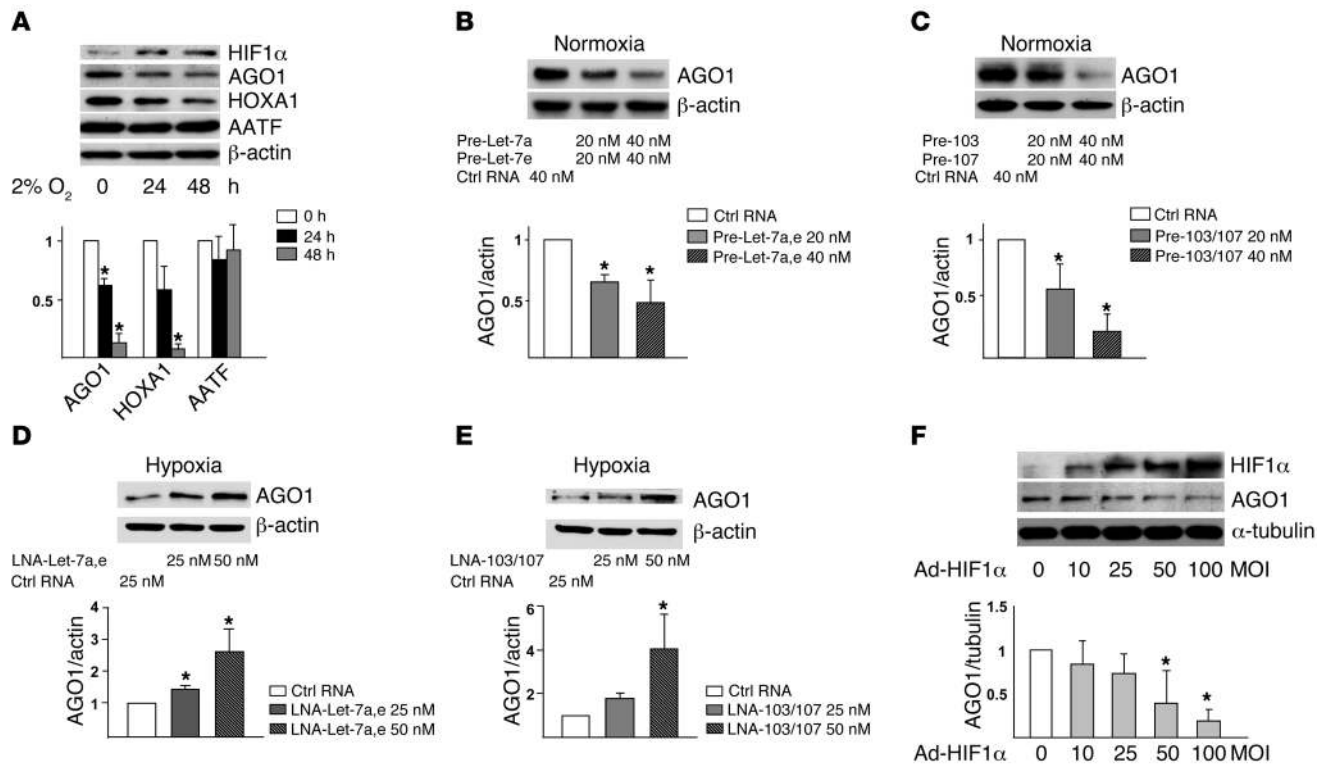 A
HIF1α
AGO1
HOXA1
AATF
β-actin
2% O2 0 24 48 h
0 h
24 h
48 h
1
0.5
* * *
AGO1 HOXA1 AATF
B
Normoxia
AGO1
β-actin
Pre-Let-7a 20 nM 40 nM
Pre-Let-7e 20 nM 40 nM
Ctrl RNA 40 nM
Ctrl RNA
Pre-Let-7a,e 20 nM
Pre-Let-7a,e 40 nM
AGO1/actin
1
0.5
* *
C
Normoxia
AGO1
β-actin
Pre-103 20 nM 40 nM
Pre-107 20 nM 40 nM
Ctrl RNA 40 nM
Ctrl RNA
Pre-103/107 20 nM
Pre-103/107 40 nM
AGO1/actin
1
0.5
* *
D
Hypoxia
AGO1
β-actin
LNA-Let-7a,e 25 nM 50 nM
Ctrl RNA 25 nM
AGO1/actin
4
3
2
1
* *
Ctrl RNA
LNA-Let-7a,e 25 nM
LNA-Let-7a,e 50 nM
E
Hypoxia
AGO1
β-actin
LNA-103/107 25 nM 50 nM
Ctrl RNA 25 nM
AGO1/actin
6
4
2
*
Ctrl RNA
LNA-103/107 25 nM
LNA-103/107 50 nM
F
HIF1α
AGO1
α-tubulin
Ad-HIF1α 0 10 25 50 100 MOI
AGO1/tubulin
1.5
1
0.5
* *
Ad-HIF1α 0 10 25 50 100 MOI